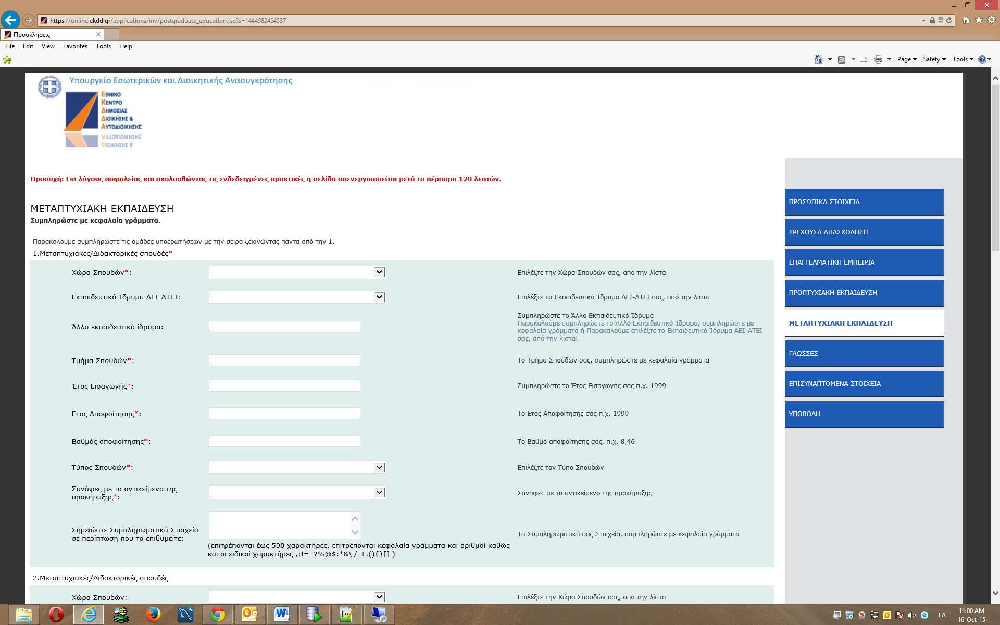 https://online.ekdd.gr/applications/inv/postgraduate_education.jsp?s=1444982454537
Προσκλήσεις
File Edit View Favorites Tools Help
Page Safety Tools
Υπουργείο Εσωτερικών και Διοικητικής Ανασυγκρότησης
ΕΘΝΙΚΟ
ΚΕΝΤΡΟ
ΔΗΜΟΣΙΑΣ
ΔΙΟΙΚΗΣΗΣ &
ΑΥΤΟΔΙΟΙΚΗΣΗΣ
Προσοχή: Για λόγους ασφαλείας και ακολουθώντας τις ενδεδειγμένες πρακτικές η σελίδα απενεργοποιείται μετά το πέρασμα 120 λεπτών.
ΜΕΤΑΠΤΥΧΙΑΚΗ ΕΚΠΑΙΔΕΥΣΗ
Συμπληρώστε με κεφαλαία γράμματα.
Παρακαλούμε συμπληρώστε τις ομάδες υποερωτήσεων με την σειρά ξεκινώντας πάντα από την 1.
1.Μεταπτυχιακές/Διδακτορικές σπουδές*
Χώρα Σπουδών*: Επιλέξτε την Χώρα Σπουδών σας, από την λίστα
Εκπαιδευτικό Ίδρυμα ΑΕΙ-ΑΤΕΙ: Επιλέξτε το Εκπαιδευτικό Ίδρυμα ΑΕΙ-ΑΤΕΙ σας, από την λίστα
Άλλο εκπαιδευτικό ίδρυμα:
Συμπληρώστε το Άλλο Εκπαιδευτικό Ίδρυμα
Παρακαλούμε συμπληρώστε το Άλλο Εκπαιδευτικό Ίδρυμα, συμπληρώστε με
κεφαλαία γράμματα ή Παρακαλούμε επιλέξτε το Εκπαιδευτικό Ίδρυμα ΑΕΙ-ΑΤΕΙ
σας, από την λίστα!
Τμήμα Σπουδών*: Το Τμήμα Σπουδών σας, συμπληρώστε με κεφαλαία γράμματα
Έτος Εισαγωγής*: Συμπληρώστε το Έτος Εισαγωγής σας π.χ. 1999
Ετος Αποφοίτησης*: Το Ετος Αποφοίτησης σας π.χ. 1999
Βαθμός αποφοίτησης*: Το Βαθμό αποφοίτησης σας, π.χ. 8,46
Τύπος Σπουδών*: Επιλέξτε τον Τύπο Σπουδών
Συνάφες με το αντικείμενο της
προκήρυξης*:
Συναφές με το αντικείμενο της προκήρυξης
Σημειώστε Συμπληρωματικά Στοιχεία
σε περίπτωση που το επιθυμείτε:
Τα Συμπληρωματικά σας Στοιχεία, συμπληρώστε με κεφαλαία γράμματα
(επιτρέπονται έως 500 χαρακτήρες, επιτρέπονται κεφαλαία γράμματα και αριθμοί καθώς
και οι ειδικοί χαρακτήρες ,:!=_?%@$;*&\ /-+.(){}[] )
2.Μεταπτυχιακές/Διδακτορικές σπουδές
Χώρα Σπουδών: Επιλέξτε την Χώρα Σπουδών σας, από την λίστα
ΠΡΟΣΩΠΙΚΑ ΣΤΟΙΧΕΙΑ
ΤΡΕΧΟΥΣΑ ΑΠΑΣΧΟΛΗΣΗ
ΕΠΑΓΓΕΛΜΑΤΙΚΗ ΕΜΠΕΙΡΙΑ
ΠΡΟΠΤΥΧΙΑΚΗ ΕΚΠΑΙΔΕΥΣΗ
ΜΕΤΑΠΤΥΧΙΑΚΗ ΕΚΠΑΙΔΕΥΣΗ
ΓΛΩΣΣΕΣ
ΕΠΙΣΥΝΑΠΤΟΜΕΝΑ ΣΤΟΙΧΕΙΑ
ΥΠΟΒΟΛΗ
ΕΛ
11:00 AM
16-Oct-15